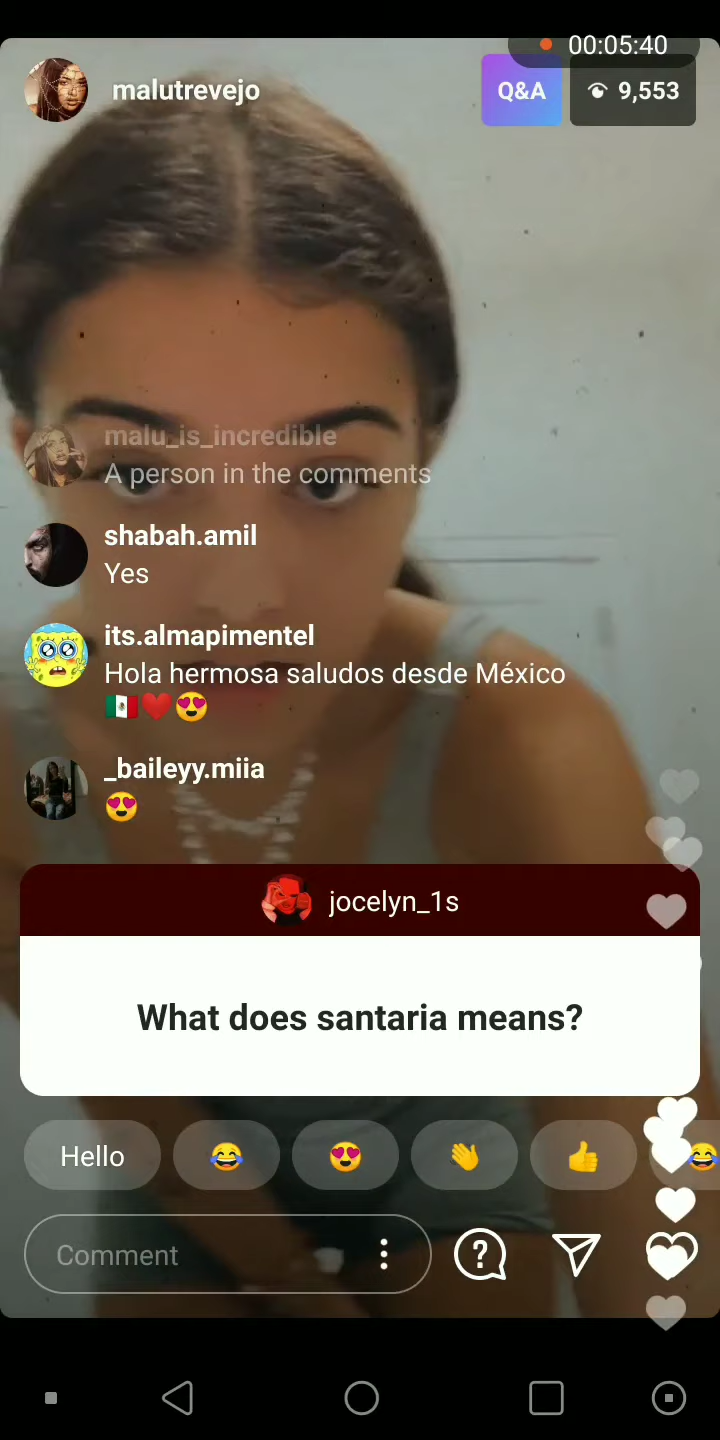 00:05:40
malutrevejo
Q&A
9,553
malu_is_incredible
A person in the comments
shabah.amil
Yes
its.almapimentel
Hola hermosa saludos desde México
🇲🇽❤️😍
_baileyy.miia
😍
jocelyn_1s
What does santaria means?
Hello 😂 😍 👋 👍 😂
Comment